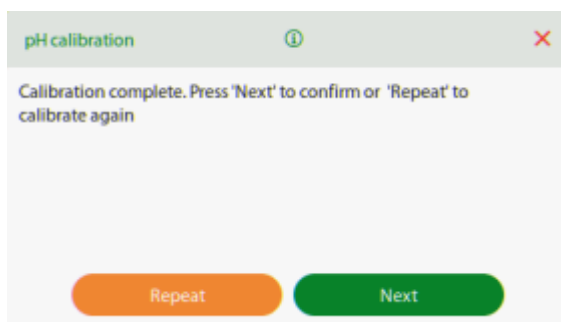 pH calibration
Calibration complete. Press 'Next' to confirm or 'Repeat' to
calibrate again
Repeat
Next